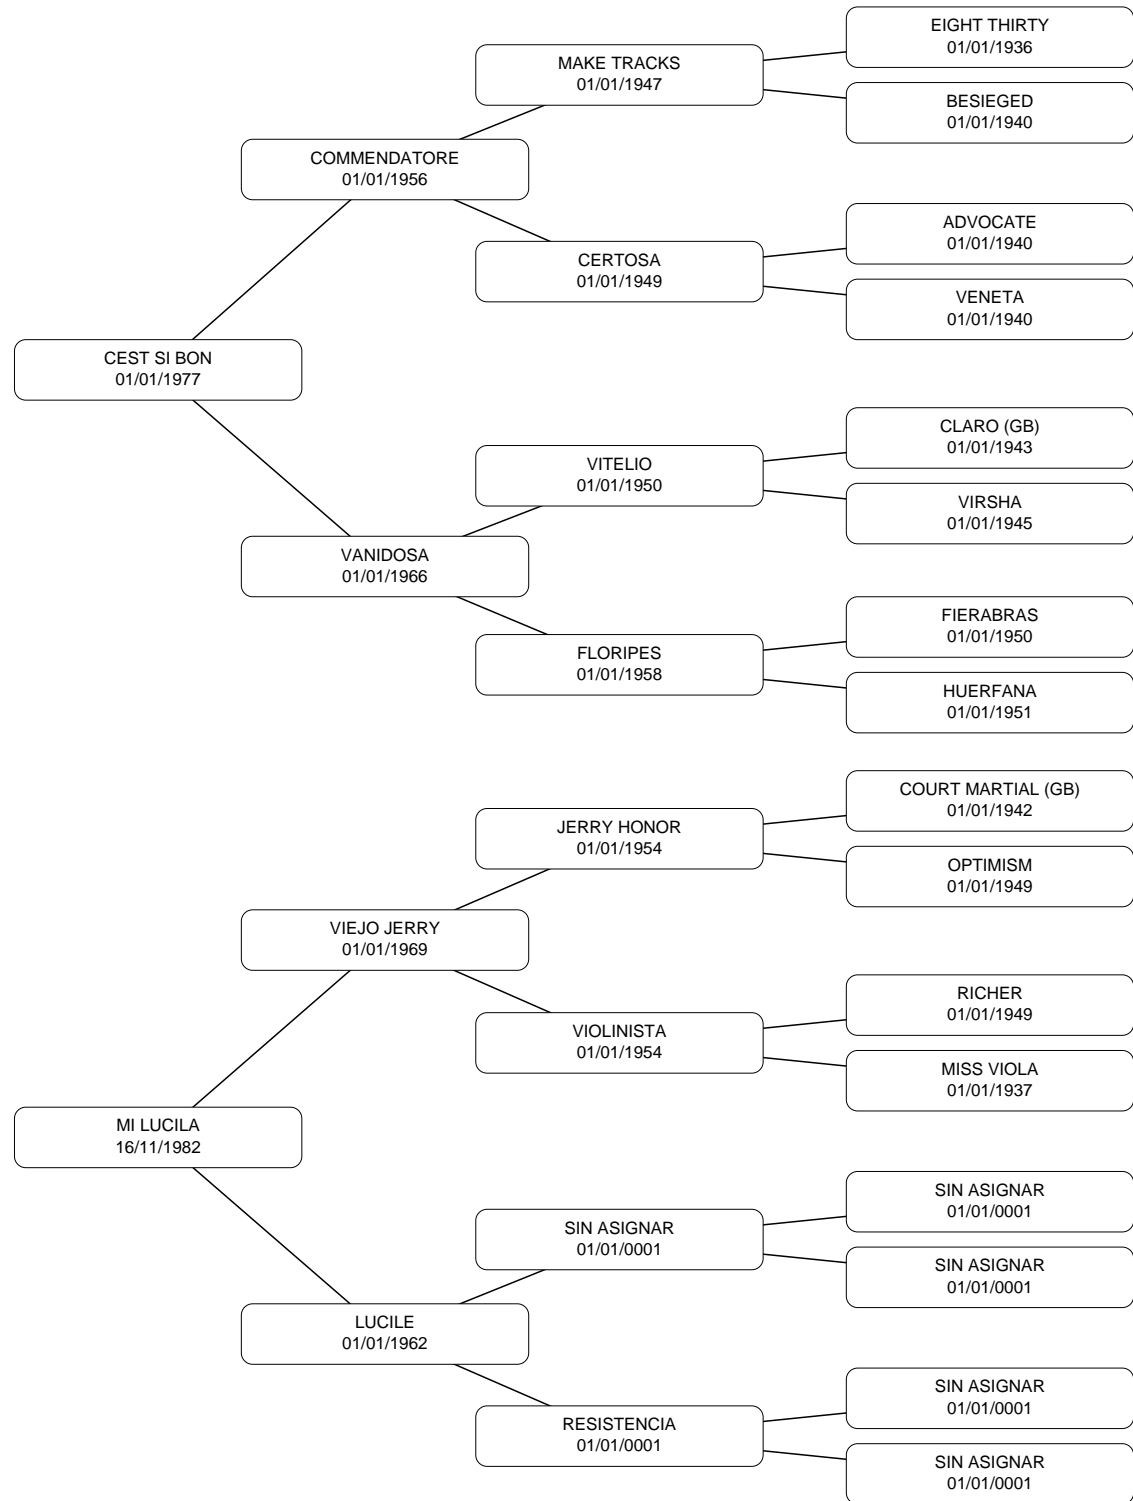 EIGHT THIRTY
01/01/1936
MAKE TRACKS
01/01/1947
BESIEGED
01/01/1940
COMMENDATORE
01/01/1956
ADVOCATE
01/01/1940
CERTOSA
01/01/1949
VENETA
01/01/1940
CEST SI BON
01/01/1977
CLARO (GB)
01/01/1943
VITELIO
01/01/1950
VIRSHA
01/01/1945
VANIDOSA
01/01/1966
FIERABRAS
01/01/1950
FLORIPES
01/01/1958
HUERFANA
01/01/1951
COURT MARTIAL (GB)
01/01/1942
JERRY HONOR
01/01/1954
OPTIMISM
01/01/1949
VIEJO JERRY
01/01/1969
RICHER
01/01/1949
VIOLINISTA
01/01/1954
MISS VIOLA
01/01/1937
MI LUCILA
16/11/1982
SIN ASIGNAR
01/01/0001
SIN ASIGNAR
01/01/0001
SIN ASIGNAR
01/01/0001
LUCILE
01/01/1962
SIN ASIGNAR
01/01/0001
RESISTENCIA
01/01/0001
SIN ASIGNAR
01/01/0001